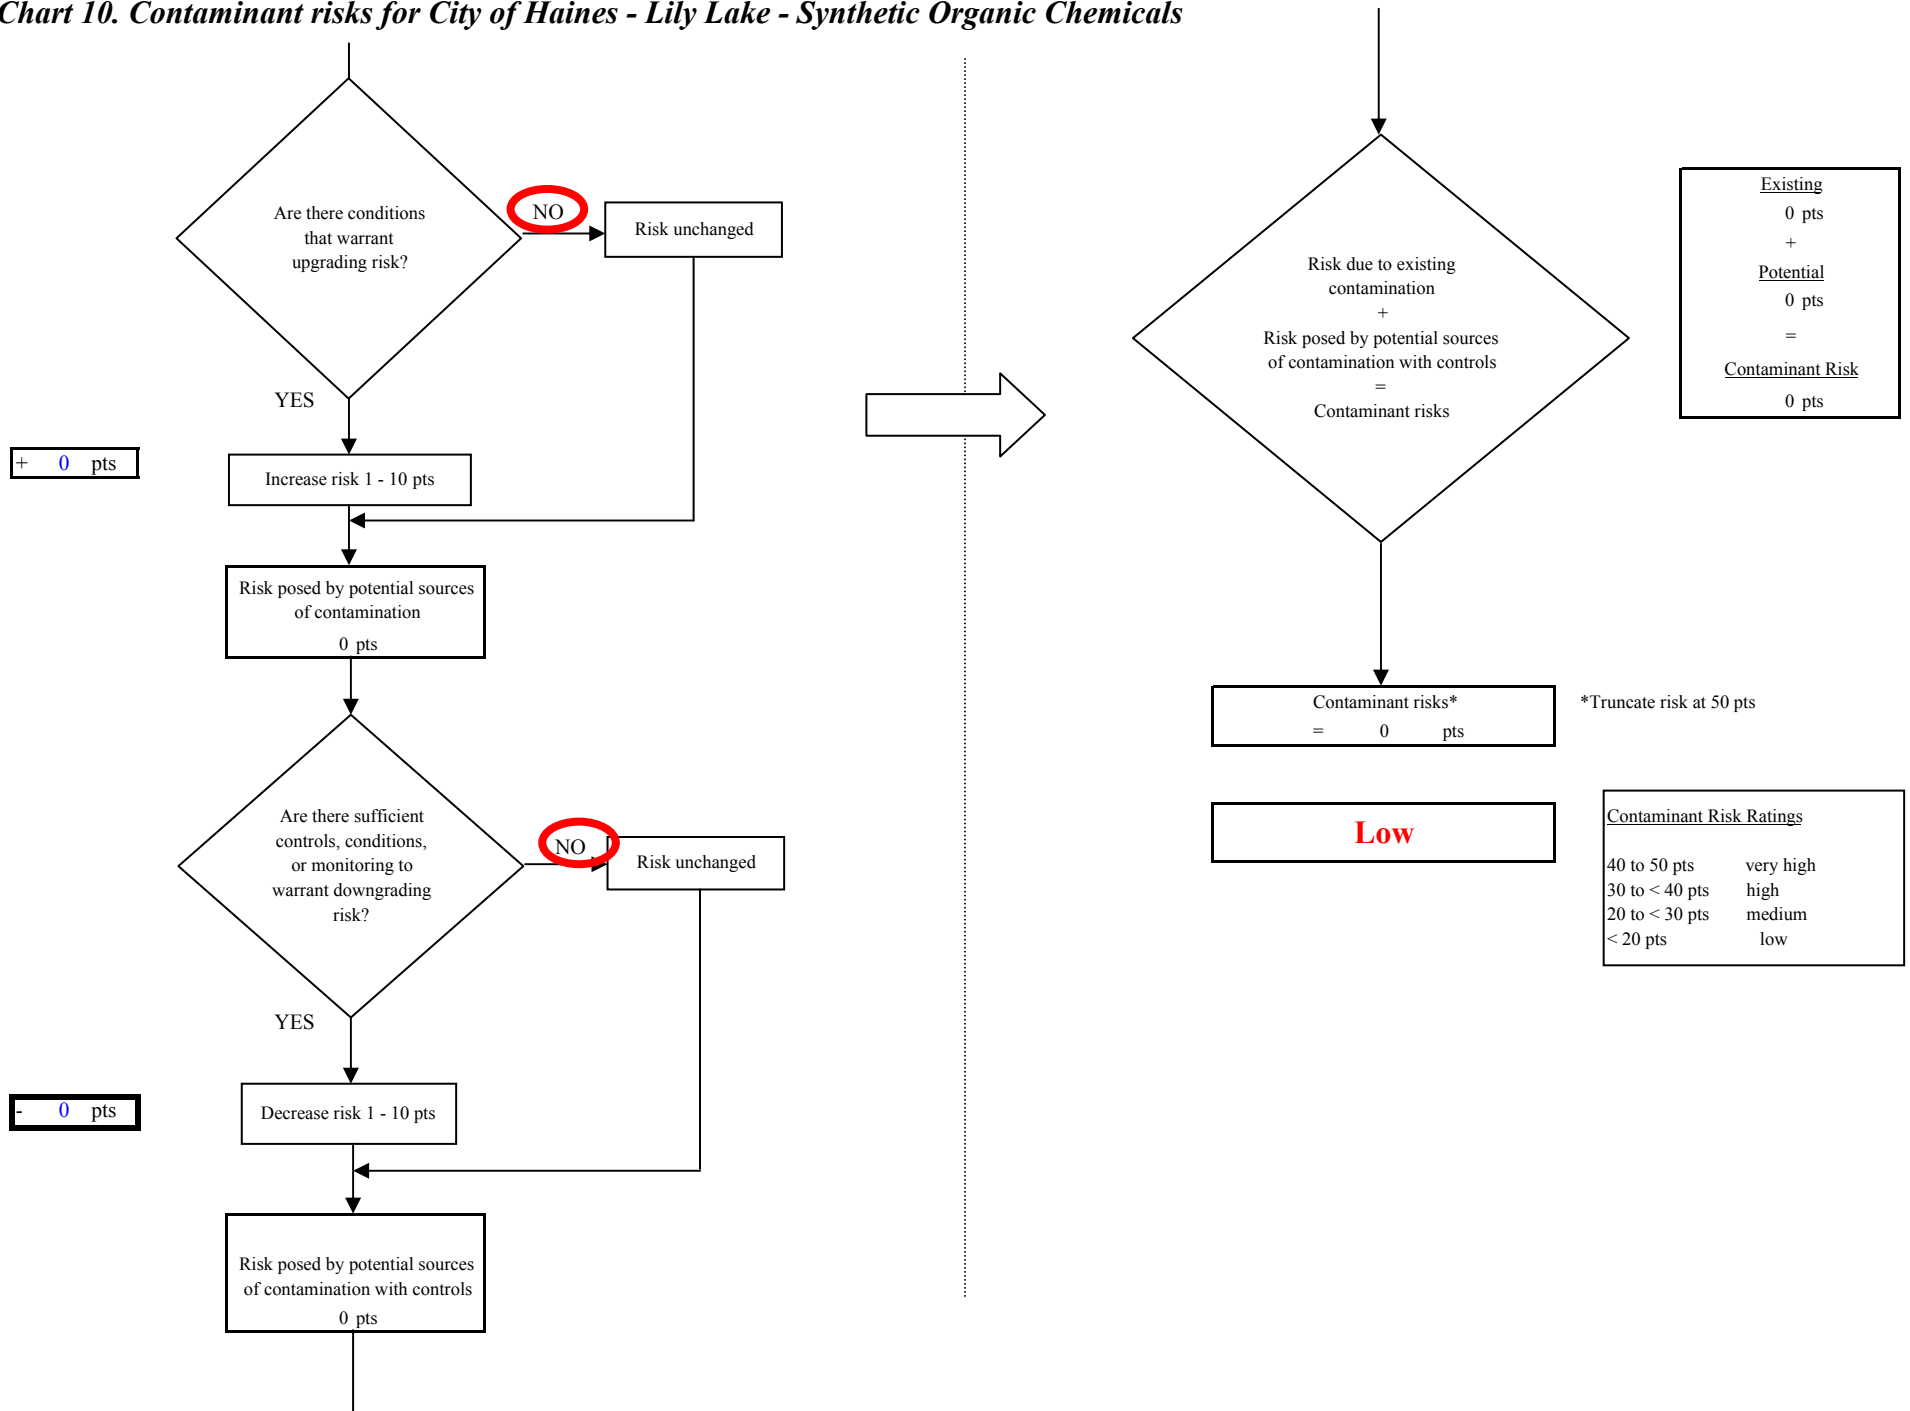 Chart 10. Contaminant risks for City of Haines - Lily Lake - Synthetic Organic Chemicals
Are there conditions
that warrant
upgrading risk?
NO
Risk unchanged
YES
+ 0 pts
Increase risk 1 - 10 pts
Risk posed by potential sources
of contamination
0 pts
Are there sufficient
controls, conditions,
or monitoring to
warrant downgrading
risk?
NO
Risk unchanged
YES
- 0 pts
Decrease risk 1 - 10 pts
Risk posed by potential sources
of contamination with controls
0 pts
Risk due to existing
contamination
+
Risk posed by potential sources
of contamination with controls
=
Contaminant risks
Existing
0 pts
+
Potential
0 pts
=
Contaminant Risk
0 pts
Contaminant risks*
= 0 pts
*Truncate risk at 50 pts
Low
Contaminant Risk Ratings
40 to 50 pts very high
30 to < 40 pts high
20 to < 30 pts medium
< 20 pts low